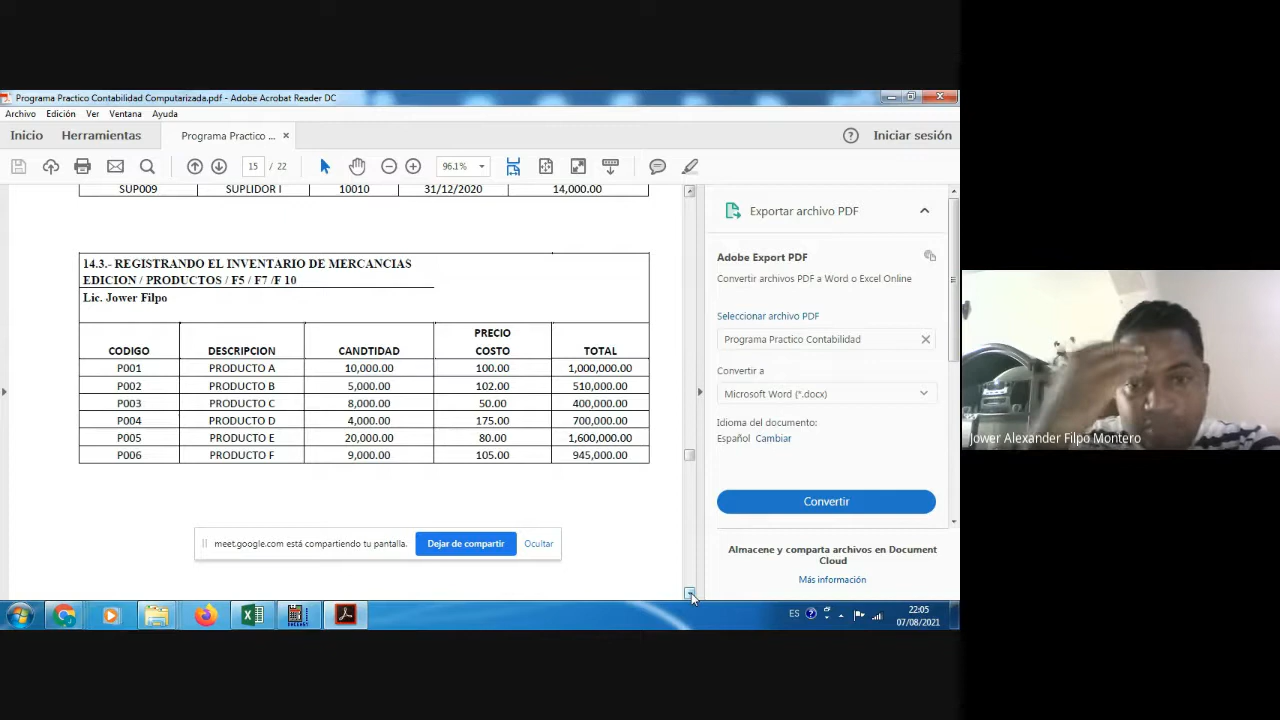 Programa Practico Contabilidad Computarizada.pdf - Adobe Acrobat Reader DC
Archivo Edición Ver Ventana Ayuda
Inicio Herramientas Programa Practico ... × Iniciar sesión
15 / 22 96.1%
SUP009 SUPLIDOR I 10010 31/12/2020 14,000.00
14.3.- REGISTRANDO EL INVENTARIO DE MERCANCIAS
EDICION / PRODUCTOS / F5 / F7 /F 10
Lic. Jower Filpo
CODIGO DESCRIPCION CANDTIDAD PRECIO COSTO TOTAL
P001 PRODUCTO A 10,000.00 100.00 1,000,000.00
P002 PRODUCTO B 5,000.00 102.00 510,000.00
P003 PRODUCTO C 8,000.00 50.00 400,000.00
P004 PRODUCTO D 4,000.00 175.00 700,000.00
P005 PRODUCTO E 20,000.00 80.00 1,600,000.00
P006 PRODUCTO F 9,000.00 105.00 945,000.00
Exportar archivo PDF
Adobe Export PDF
Convertir archivos PDF a Word o Excel Online
Seleccionar archivo PDF
Programa Practico Contabilidad
Convertir a
Microsoft Word (*.docx)
Idioma del documento:
Español Cambiar
Convertir
Almacene y comparta archivos en Document
Cloud
Más información
meet.google.com está compartiendo tu pantalla. Dejar de compartir Ocultar
ES 22:05
07/08/2021
Jower Alexander Filpo Montero